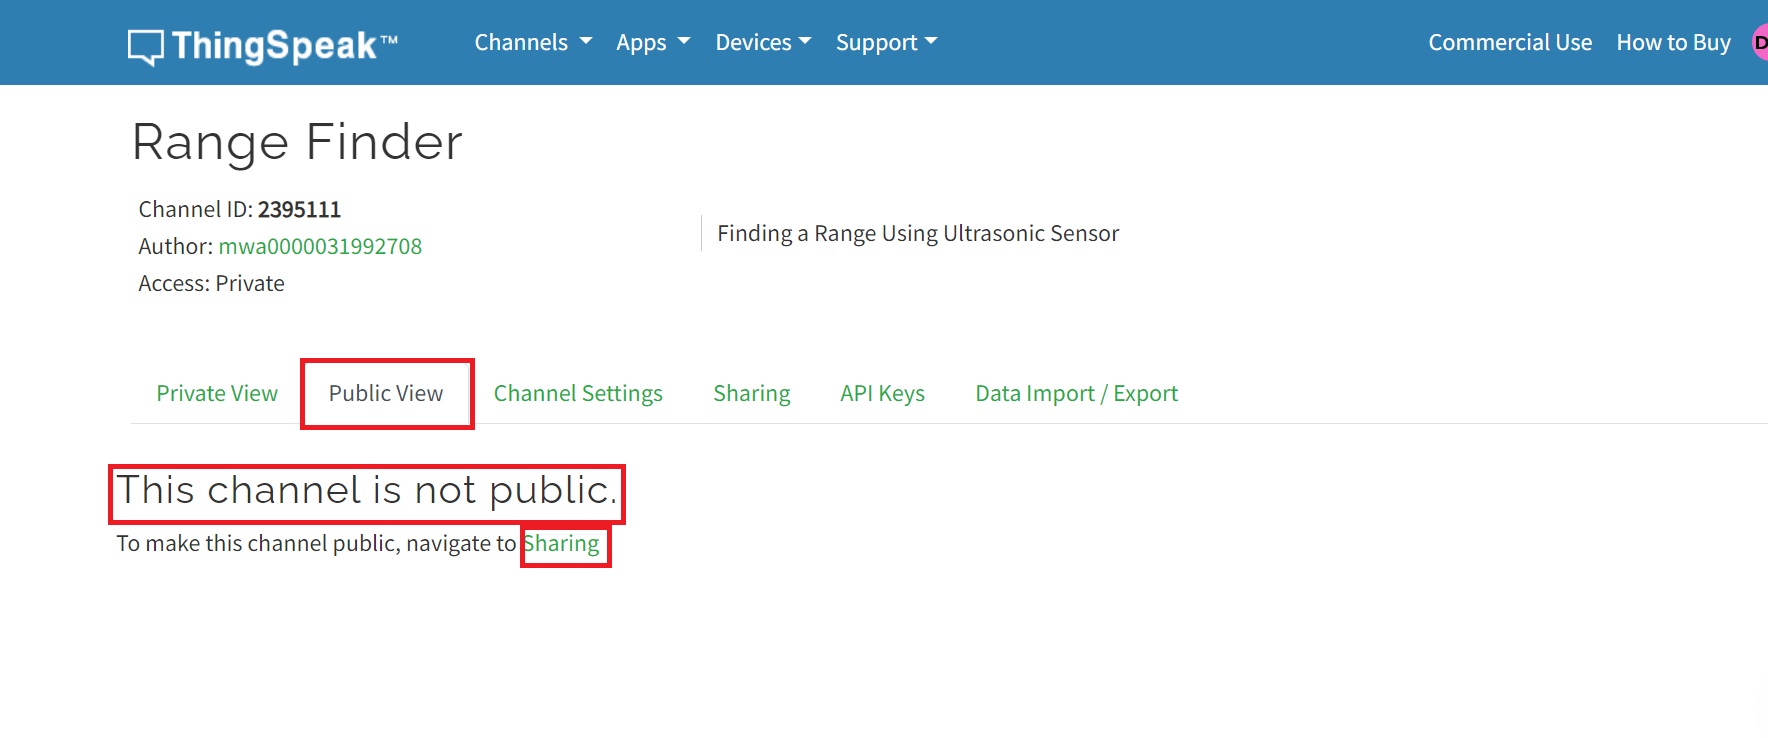 ThingSpeak™ Channels Apps Devices Support Commercial Use How to Buy D
Range Finder
Channel ID: 2395111
Author: mwa0000031992708
Access: Private
Finding a Range Using Ultrasonic Sensor
Private View Public View Channel Settings Sharing API Keys Data Import / Export
This channel is not public.
To make this channel public, navigate to Sharing